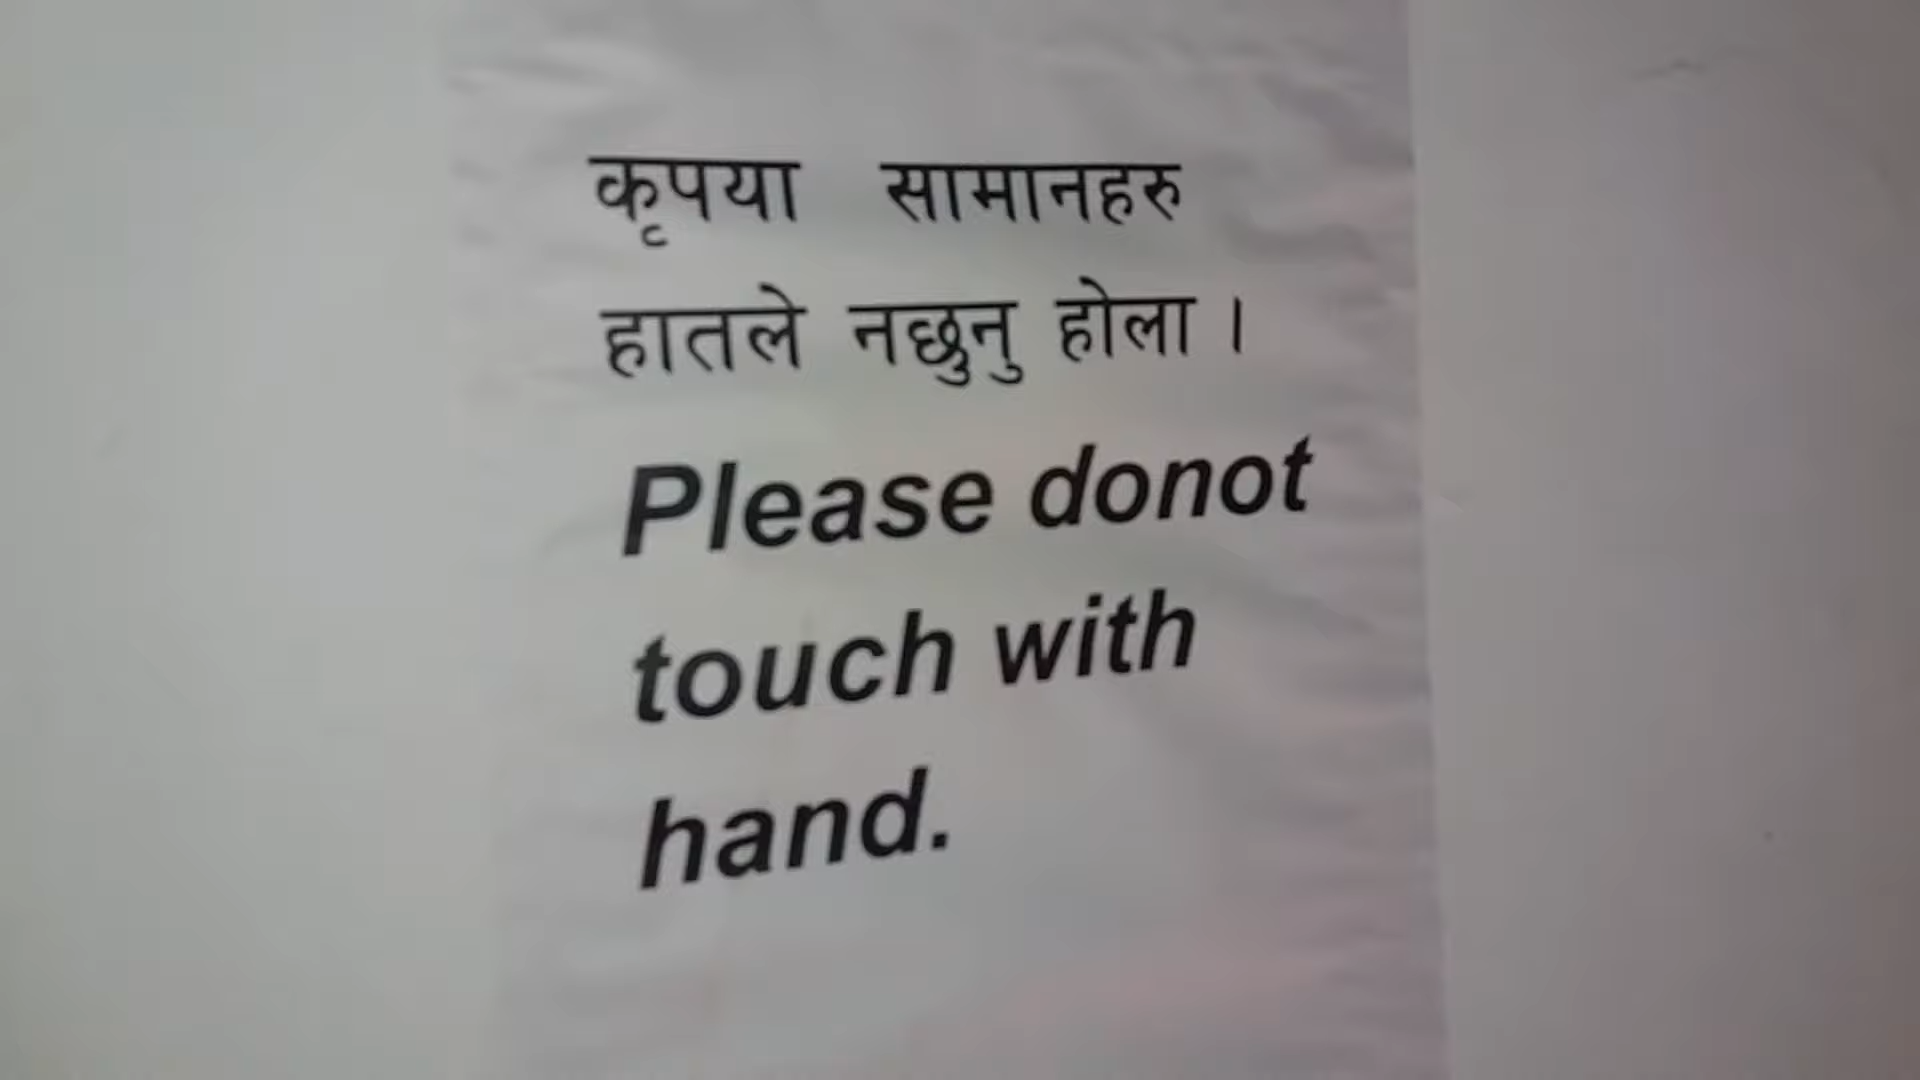 कृपया सामानहरु
हातले नछुनु होला ।
Please donot
touch with
hand.